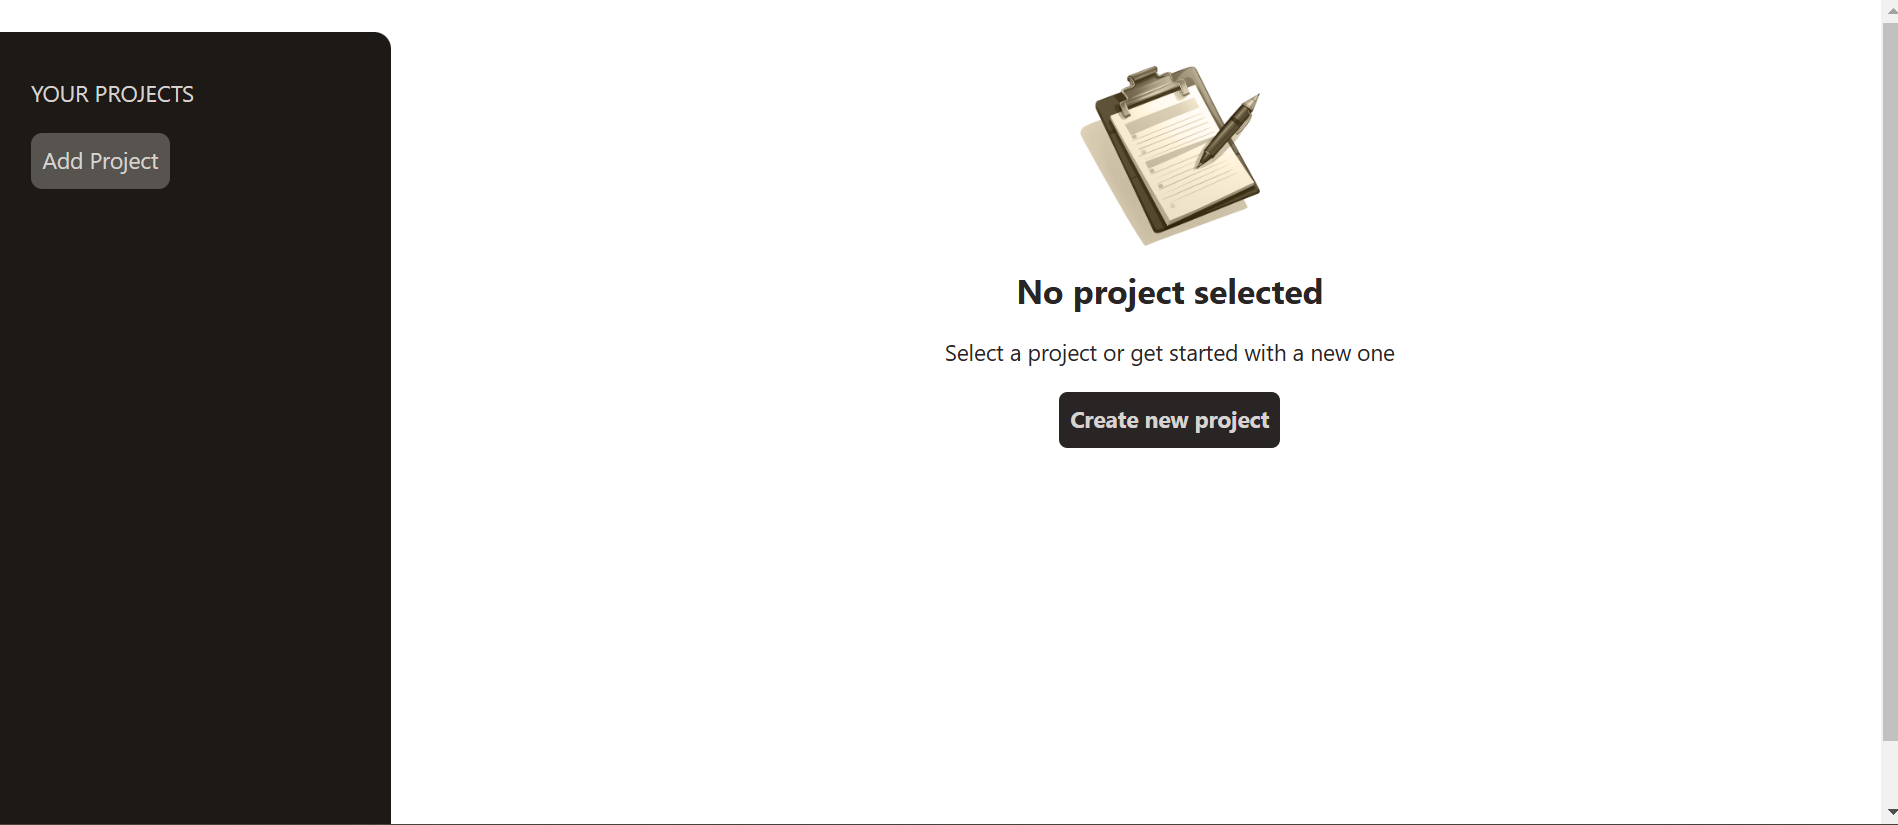 YOUR PROJECTS
Add Project
No project selected
Select a project or get started with a new one
Create new project